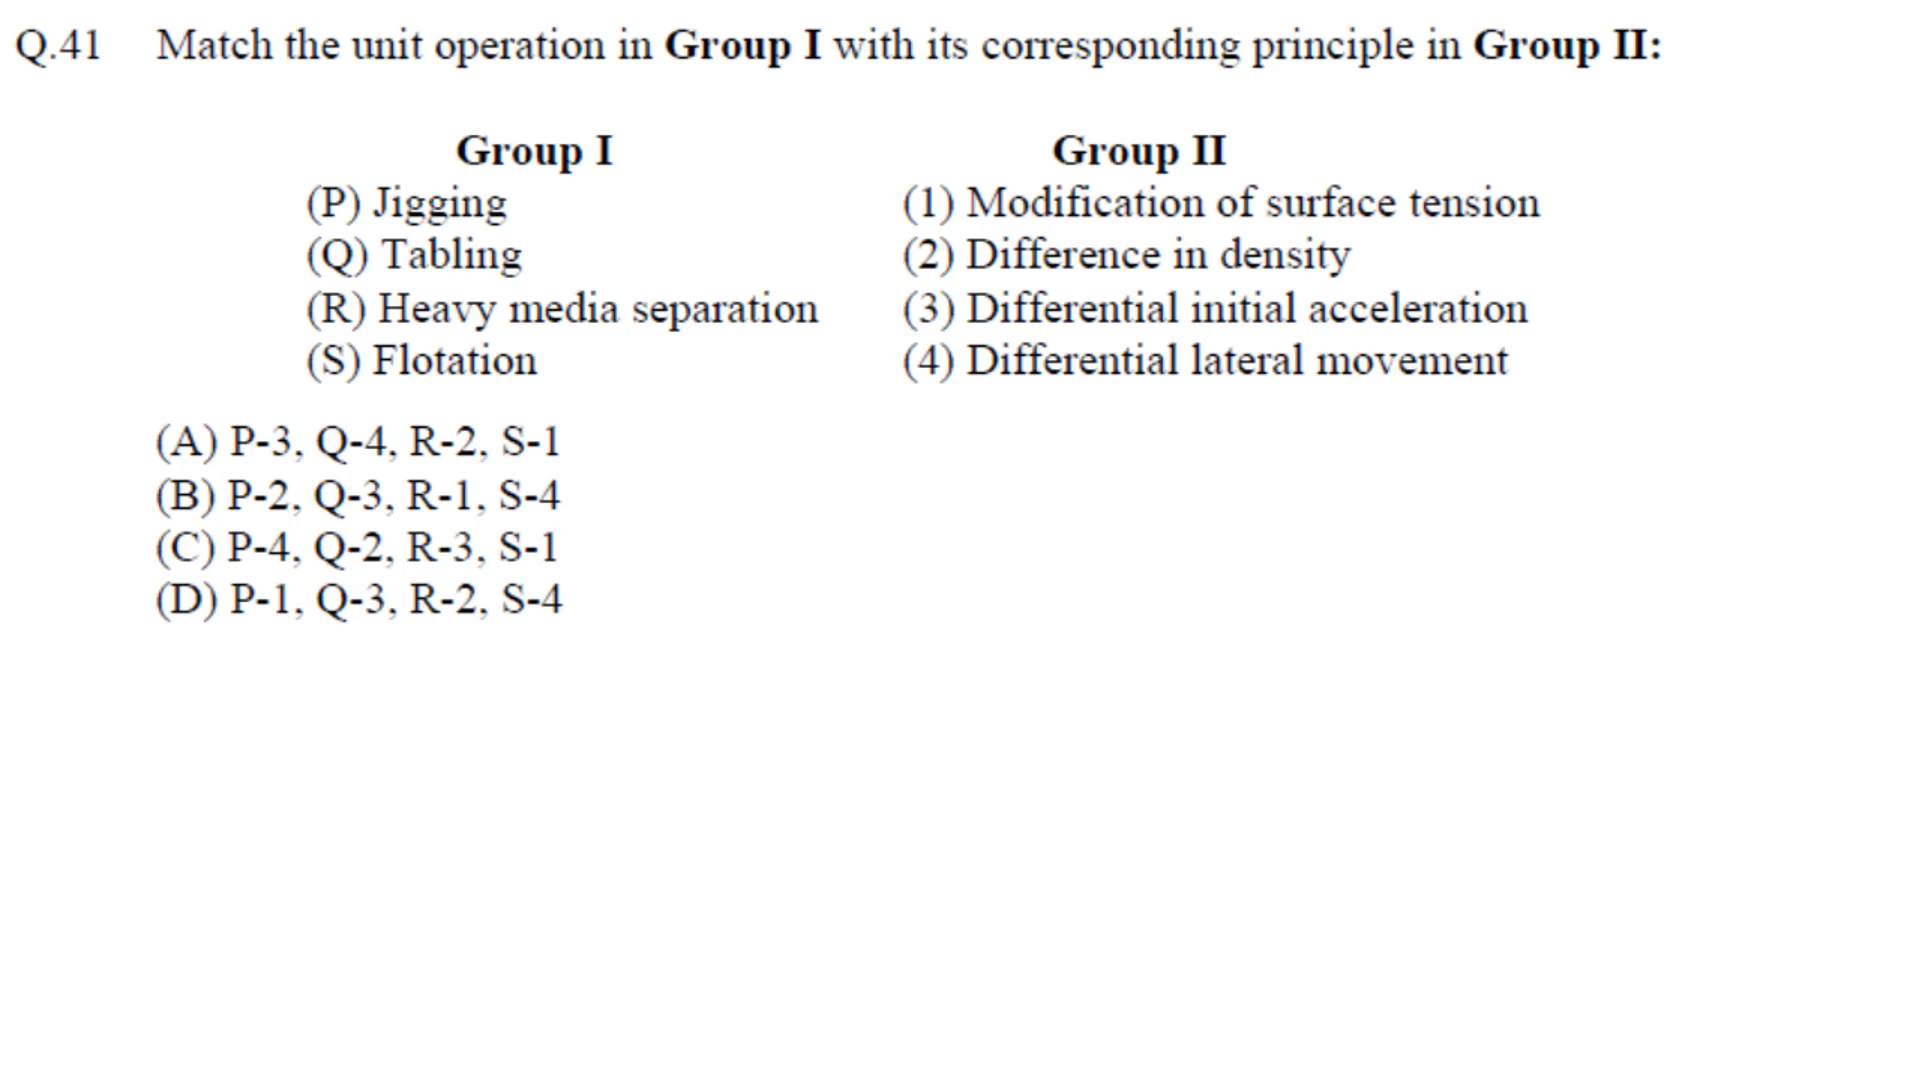 Q.41 Match the unit operation in Group I with its corresponding principle in Group II:
Group I Group II
(P) Jigging (1) Modification of surface tension
(Q) Tabling (2) Difference in density
(R) Heavy media separation (3) Differential initial acceleration
(S) Flotation (4) Differential lateral movement
(A) P-3, Q-4, R-2, S-1
(B) P-2, Q-3, R-1, S-4
(C) P-4, Q-2, R-3, S-1
(D) P-1, Q-3, R-2, S-4